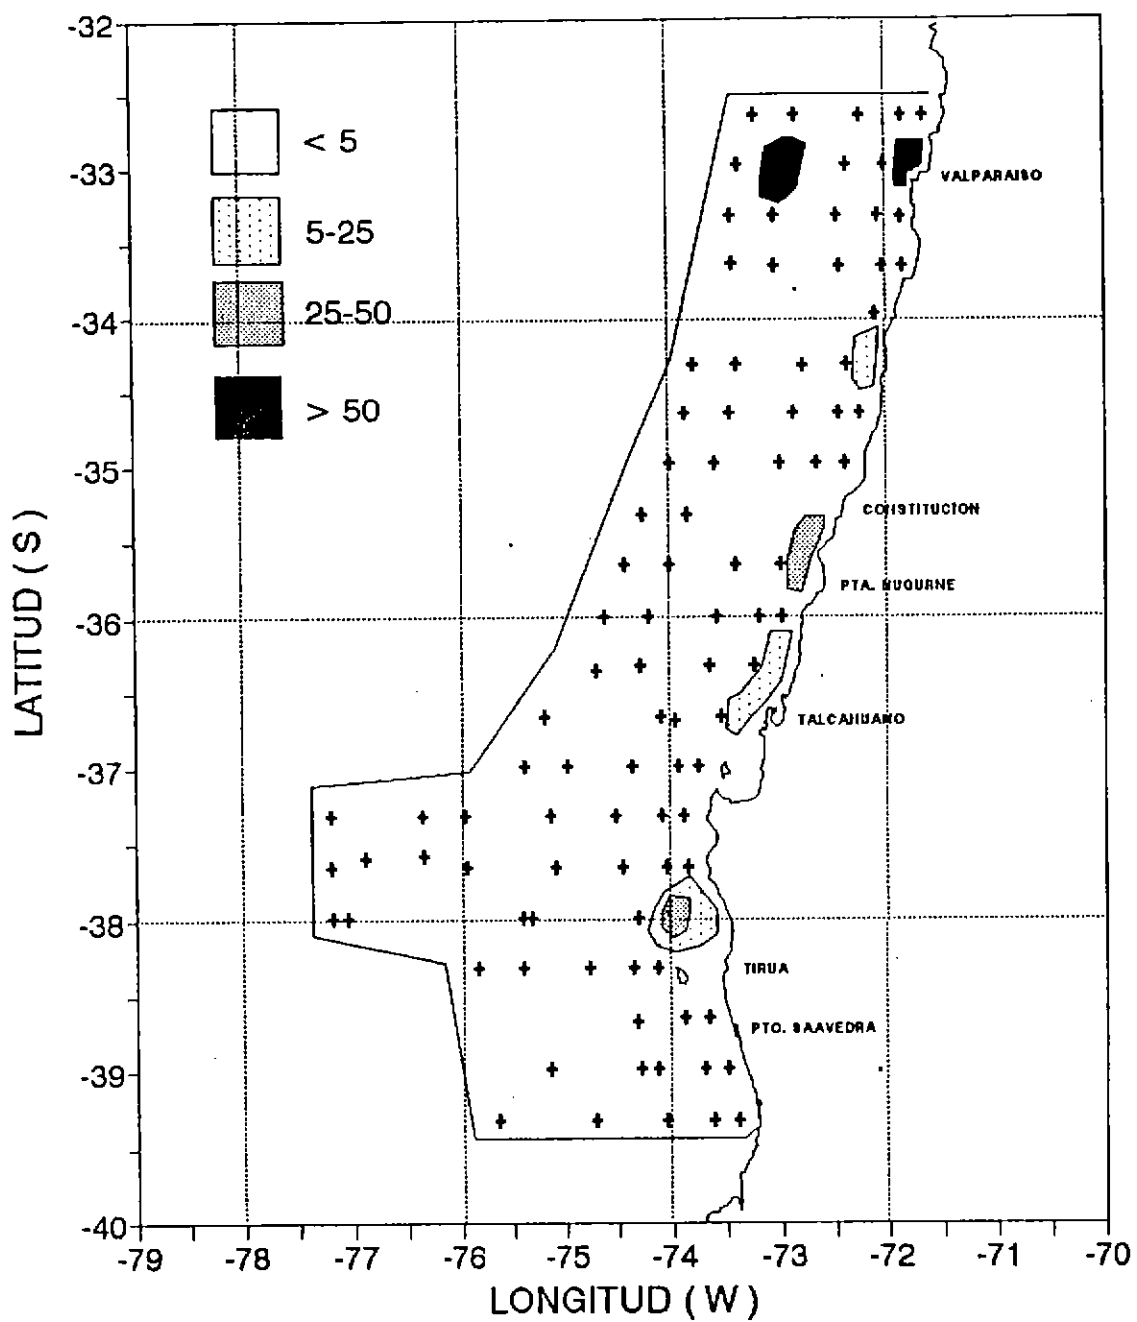 -32
-33
-34
-35
-36
-37
-38
-39
-40
LATITUD (S)
< 5
5-25
25-50
> 50
VALPARAISO
CONSTITUCION
PTA. NUGURNE
TALCAHUANO
TIRUA
PTO. SAAVEDRA
-79 -78 -77 -76 -75 -74 -73 -72 -71 -70
LONGITUD (W)